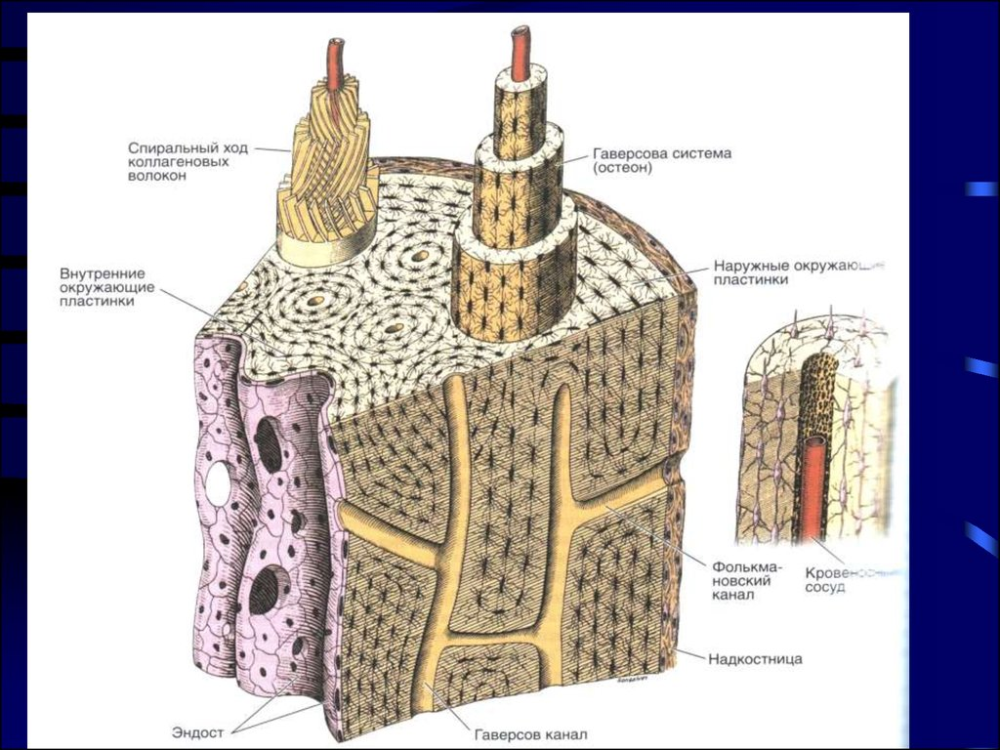 Спиральный ход
коллагеновых
волокон
Гаверсова система
(остеон)
Внутренние
окружающие
пластинки
Наружные окружающие
пластинки
Фолькма-
новский
канал
сосуд
Надкостница
Эндост
Гаверсов канал